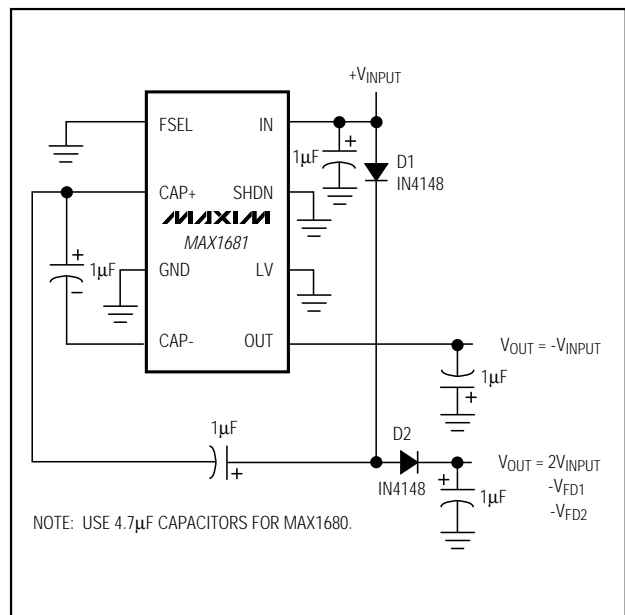 +VINPUT
FSEL
IN
+
1µF
D1
IN4148
CAP+
SHDN
MAXIM
MAX1681
+
1µF
–
GND
LV
CAP-
OUT
VOUT = -VINPUT
1µF
+
1µF
+
D2
IN4148
+
1µF
VOUT = 2VINPUT
-VFD1
-VFD2
NOTE: USE 4.7µF CAPACITORS FOR MAX1680.